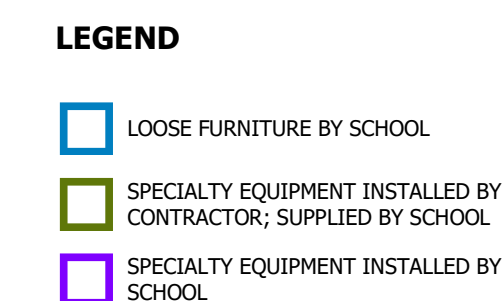 LEGEND
LOOSE FURNITURE BY SCHOOL
SPECIALTY EQUIPMENT INSTALLED BY
CONTRACTOR; SUPPLIED BY SCHOOL
SPECIALTY EQUIPMENT INSTALLED BY
SCHOOL